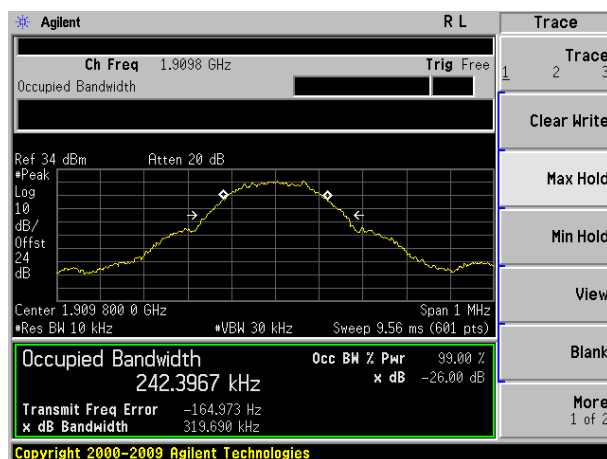 Agilent R L Trace
Ch Freq 1.9098 GHz Trig Free
Occupied Bandwidth
Trace
1 2 3
Clear Write
Max Hold
Min Hold
View
Blank
More
1 of 2
Ref 34 dBm Atten 20 dB
#Peak
Log
10
dB/
Offst
24
dB
Center 1.909 800 0 GHz Span 1 MHz
#Res BW 10 kHz #VBW 30 kHz Sweep 9.56 ms (601 pts)
Occupied Bandwidth Occ BW % Pwr 99.00 %
242.3967 kHz x dB -26.00 dB
Transmit Freq Error -164.973 Hz
x dB Bandwidth 319.690 kHz
Copyright 2000-2009 Agilent Technologies